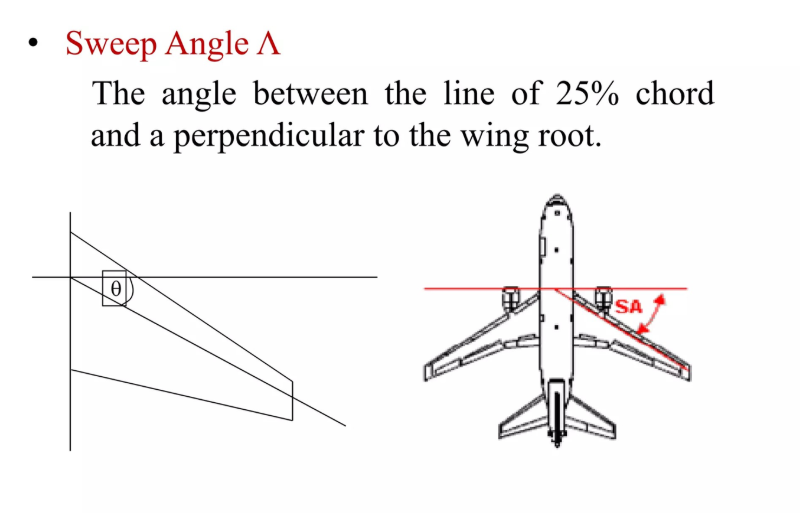 • Sweep Angle Λ
The angle between the line of 25% chord
and a perpendicular to the wing root.
θ
SA